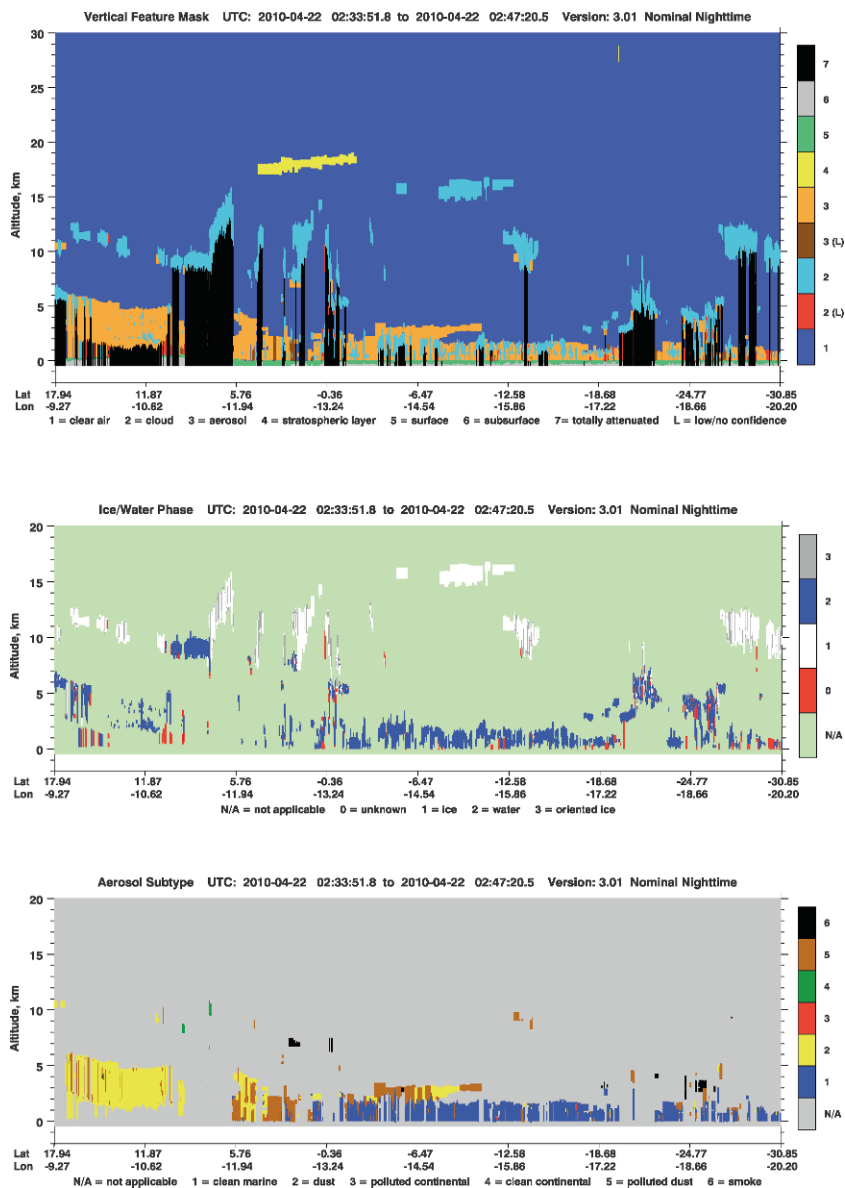 Vertical Feature Mask UTC: 2010-04-22 02:33:51.8 to 2010-04-22 02:47:20.5 Version: 3.01 Nominal Nighttime
30
25
20
15
10
5
0
Altitude, km
7
6
5
4
3
3 (L)
2
2 (L)
1
Lat 17.94 11.87 5.76 -0.36 -6.47 -12.58 -18.68 -24.77 -30.85
Lon -9.27 -10.62 -11.94 -13.24 -14.54 -15.86 -17.22 -18.66 -20.20
1 = clear air 2 = cloud 3 = aerosol 4 = stratospheric layer 5 = surface 6 = subsurface 7= totally attenuated L = low/no confidence
Ice/Water Phase UTC: 2010-04-22 02:33:51.8 to 2010-04-22 02:47:20.5 Version: 3.01 Nominal Nighttime
20
15
10
5
0
Altitude, km
3
2
1
0
N/A
Lat 17.94 11.87 5.76 -0.36 -6.47 -12.58 -18.68 -24.77 -30.85
Lon -9.27 -10.62 -11.94 -13.24 -14.54 -15.86 -17.22 -18.66 -20.20
N/A = not applicable 0 = unknown 1 = ice 2 = water 3 = oriented ice
Aerosol Subtype UTC: 2010-04-22 02:33:51.8 to 2010-04-22 02:47:20.5 Version: 3.01 Nominal Nighttime
20
15
10
5
0
Altitude, km
6
5
4
3
2
1
N/A
Lat 17.94 11.87 5.76 -0.36 -6.47 -12.58 -18.68 -24.77 -30.85
Lon -9.27 -10.62 -11.94 -13.24 -14.54 -15.86 -17.22 -18.66 -20.20
N/A = not applicable 1 = clean marine 2 = dust 3 = polluted continental 4 = clean continental 5 = polluted dust 6 = smoke